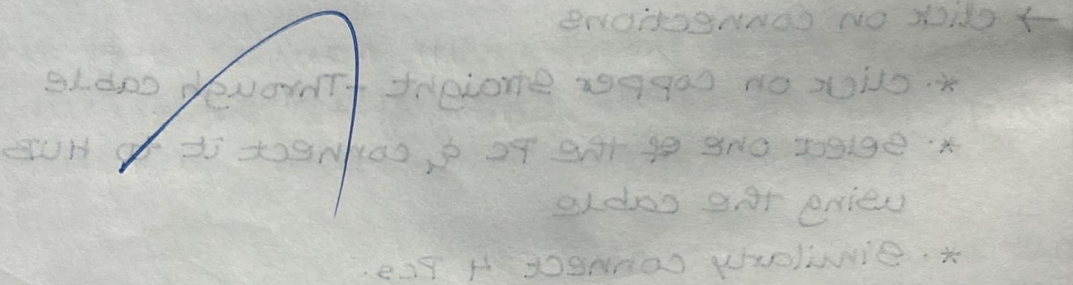 → click on connections
*. click on copper straight-Through cable
*. select one of the PC & connect it to HUB
using the cable
*. Similarly connect 4 PCs.